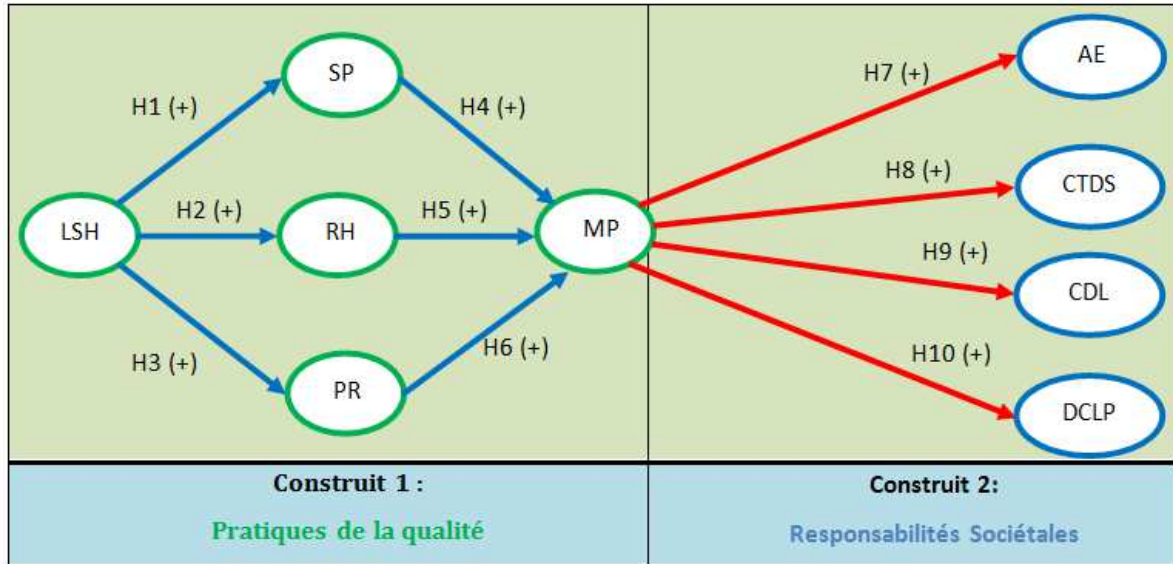 SP
AE
H7 (+)
H1 (+)
H4 (+)
H8 (+)
CTDS
H2 (+)
H5 (+)
LSH
RH
MP
H9 (+)
CDL
H3 (+)
H6 (+)
H10 (+)
PR
DCLP
Construit 1 :
Pratiques de la qualité
Construit 2:
Responsabilités Sociétales